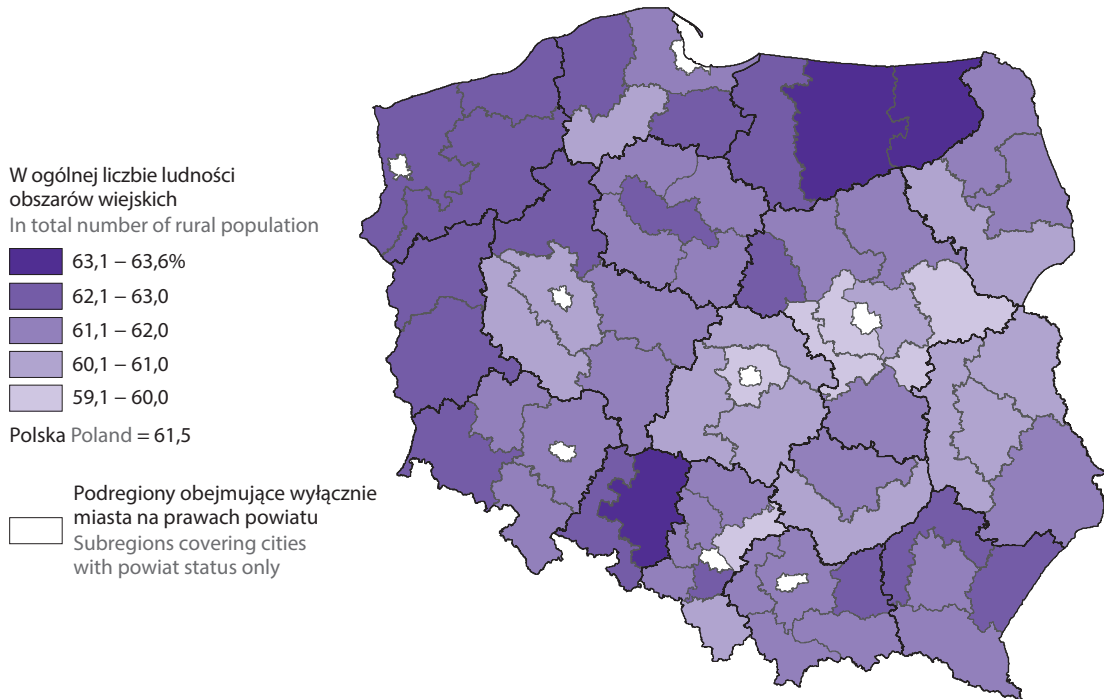 W ogólnej liczbie ludności
obszarów wiejskich
In total number of rural population
63,1 – 63,6%
62,1 – 63,0
61,1 – 62,0
60,1 – 61,0
59,1 – 60,0
Polska Poland = 61,5
Podregiony obejmujące wyłącznie
miasta na prawach powiatu
Subregions covering cities
with powiat status only